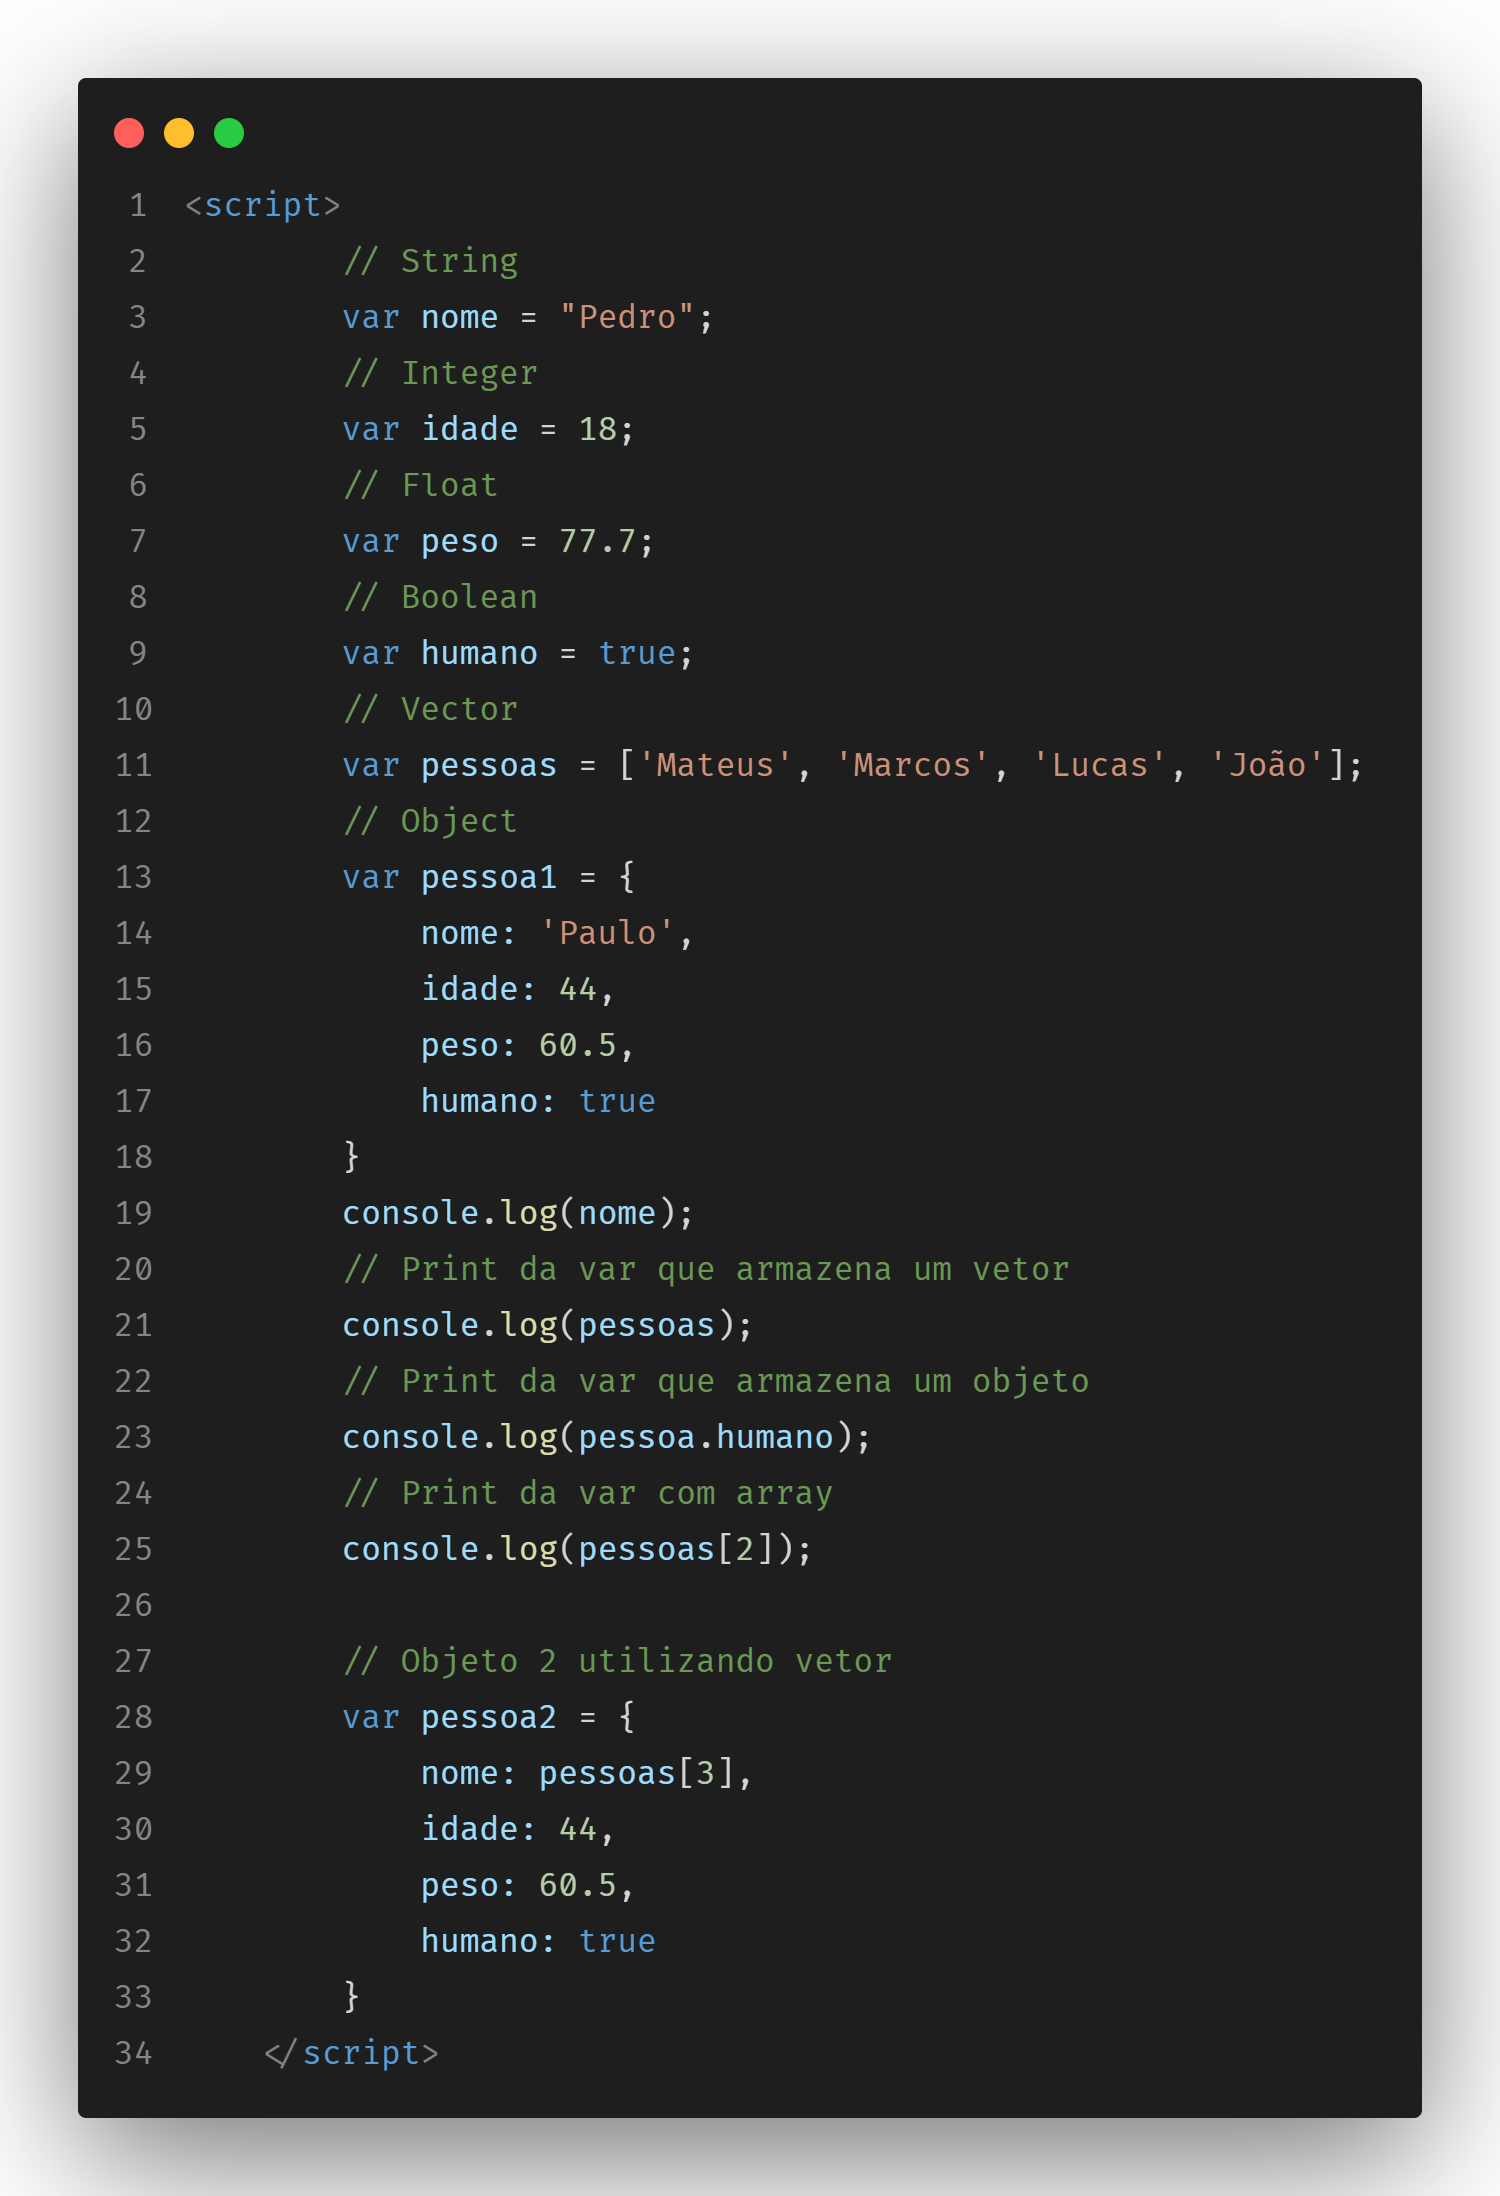 1 <script>
2         // String
3         var nome = "Pedro";
4         // Integer
5         var idade = 18;
6         // Float
7         var peso = 77.7;
8         // Boolean
9         var humano = true;
10         // Vector
11         var pessoas = ['Mateus', 'Marcos', 'Lucas', 'João'];
12         // Object
13         var pessoa1 = {
14             nome: 'Paulo',
15             idade: 44,
16             peso: 60.5,
17             humano: true
18         }
19         console.log(nome);
20         // Print da var que armazena um vetor
21         console.log(pessoas);
22         // Print da var que armazena um objeto
23         console.log(pessoa.humano);
24         // Print da var com array
25         console.log(pessoas[2]);
26
27         // Objeto 2 utilizando vetor
28         var pessoa2 = {
29             nome: pessoas[3],
30             idade: 44,
31             peso: 60.5,
32             humano: true
33         }
34     </script>